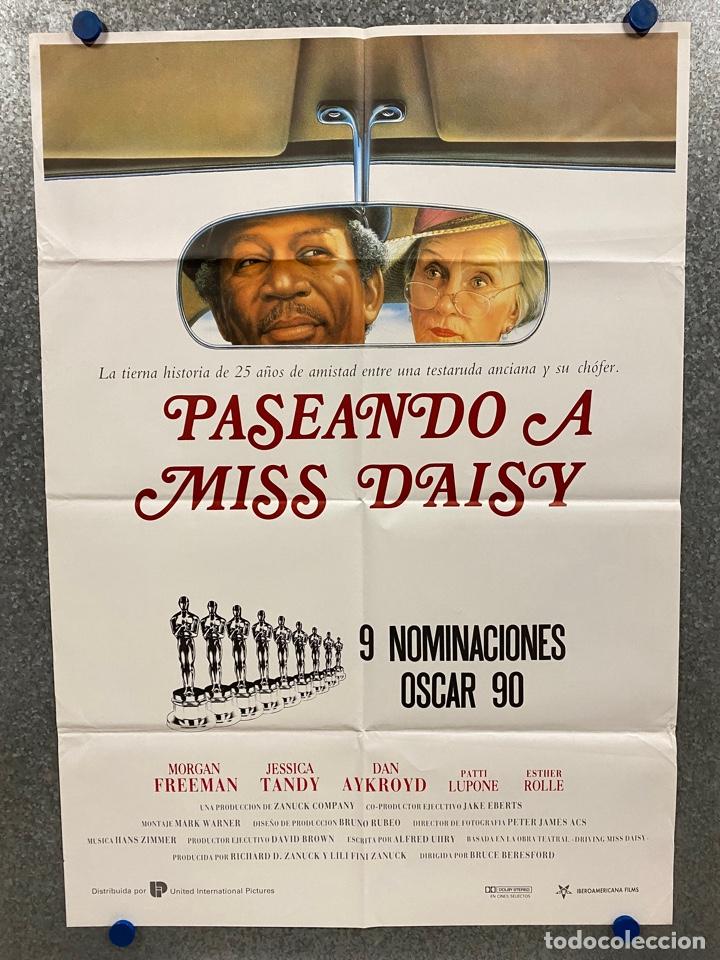 La tierna historia de 25 años de amistad entre una testaruda anciana y su chófer.
PASEANDO A
MISS DAISY
9 NOMINACIONES
OSCAR 90
MORGAN FREEMAN JESSICA TANDY DAN AYKROYD PATTI LUPONE ESTHER ROLLE
UNA PRODUCCION DE ZANUCK COMPANY CO-PRODUCTOR EJECUTIVO JAKE EBERTS
MONTAJE MARK WARNER DISEÑO DE PRODUCCION BRUNO RUBEO DIRECTOR DE FOTOGRAFIA PETER JAMES ACS
MUSICA HANS ZIMMER PRODUCTOR EJECUTIVO DAVID BROWN ESCRITA POR ALFRED UHRY BASADA EN LA OBRA TEATRAL «DRIVING MISS DAISY»
PRODUCIDA POR RICHARD D. ZANUCK Y LILI FINI ZANUCK DIRIGIDA POR BRUCE BERESFORD
Distribuida por United International Pictures
DOLBY STEREO
EN CINES SELECTOS
IBEROAMERICANA FILMS
todocoleccion